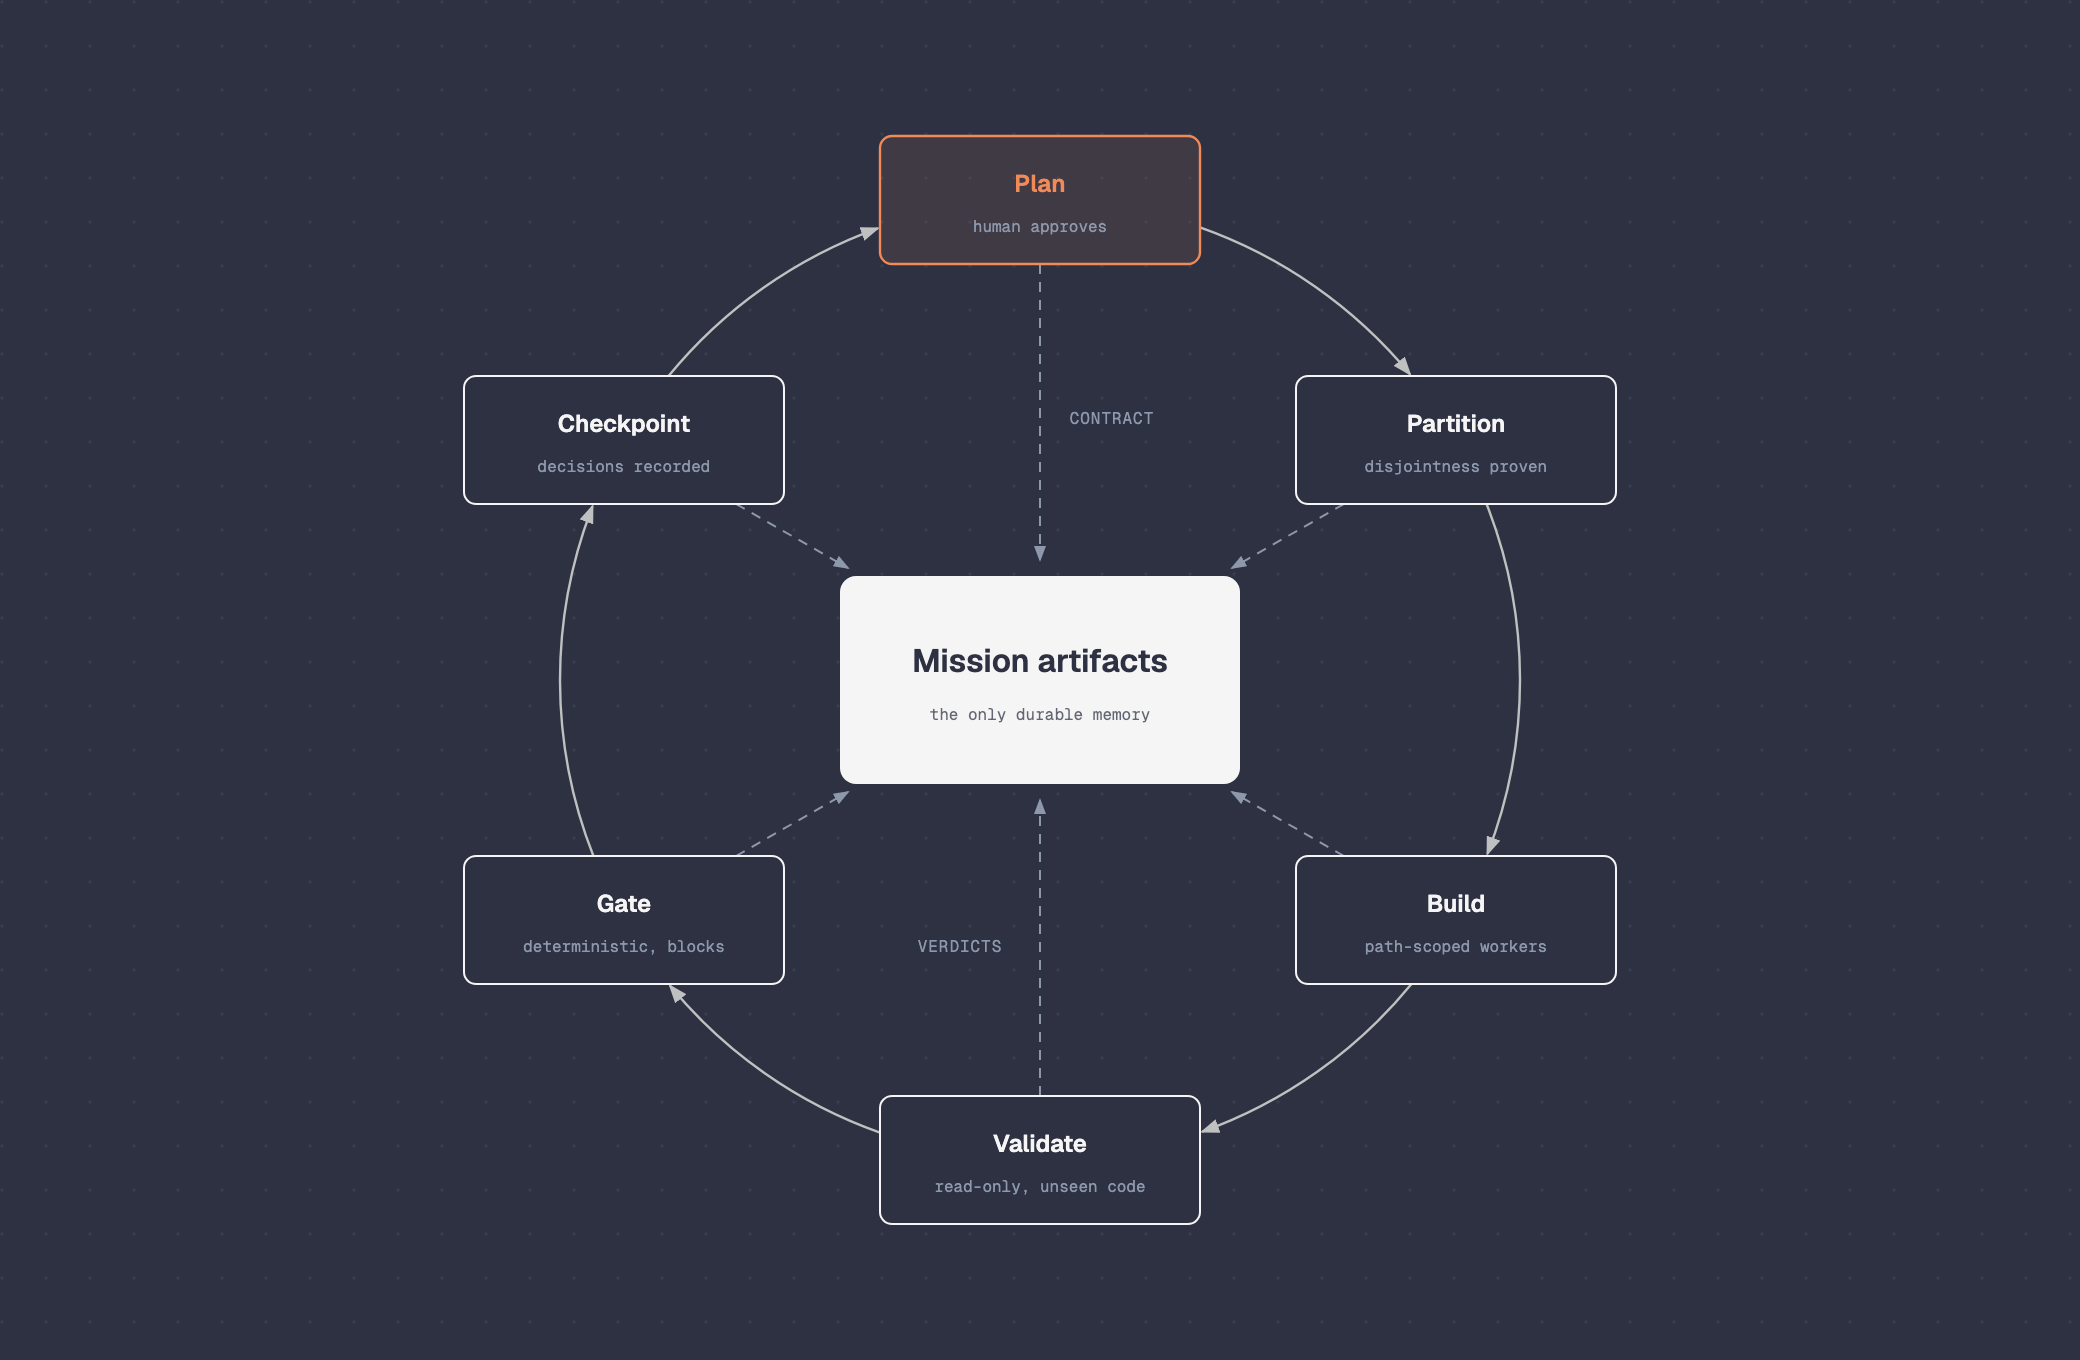 Plan
human approves
Checkpoint
decisions recorded
CONTRACT
Partition
disjointness proven
Mission artifacts
the only durable memory
Gate
deterministic, blocks
VERDICTS
Build
path-scoped workers
Validate
read-only, unseen code